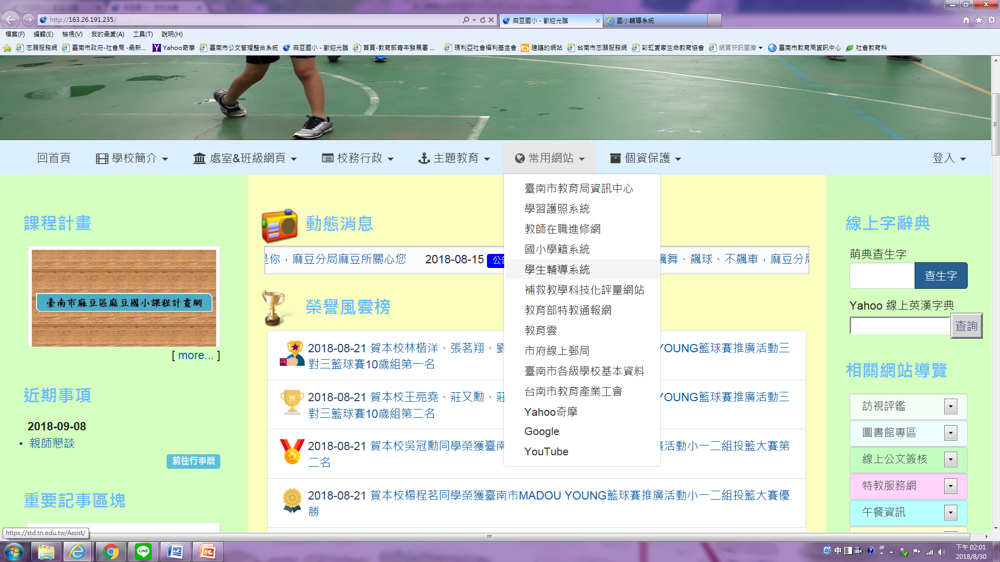 http://163.26.191.235/
麻豆國小 - 歡迎光臨
國小輔導系統
檔案(F) 編輯(E) 檢視(V) 我的最愛(A) 工具(T) 說明(H)
志願服務網 臺南市政府-社會局 -最新... Yahoo奇摩 臺南市公文管理整合系統 麻豆國小 - 歡迎光臨 首頁-教育部青年發展署 ... 瑪利亞社會福利基金會 建議的網站 台南市志願服務網 彩虹愛家生命教育協會 網頁快訊圖庫 臺南市教育局資訊中心 社會教育科
回首頁 學校簡介 處室&班級網頁 校務行政 主題教育 常用網站 個資保護 登入
臺南市教育局資訊中心
學習護照系統
教師在職進修網
國小學籍系統
學生輔導系統
補救教學科技化評量網站
教育部特教通報網
教育雲
市府線上郵局
臺南市各級學校基本資料
台南市教育產業工會
Yahoo奇摩
Google
YouTube
課程計畫
臺南市麻豆區麻豆國小課程計畫網
[ more... ]
近期事項
2018-09-08
• 親師懇談
前往行事曆
重要記事區塊
動態消息
是你，麻豆分局麻豆所關心您 2018-08-15 飆舞、飆球、不飆車，麻豆分局
榮譽風雲榜
2018-08-21 賀本校林楷洋、張茗翔、劉 YOUNG籃球賽推廣活動三
對三籃球賽10歲組第一名
2018-08-21 賀本校王亮堯、莊又勳、莊 YOUNG籃球賽推廣活動三
對三籃球賽10歲組第二名
2018-08-21 賀本校吳冠勳同學榮獲臺南 廣活動小一二組投籃大賽第
二名
2018-08-21 賀本校楊程茗同學榮獲臺南市MADOU YOUNG籃球賽推廣活動小一二組投籃大賽優
勝
線上字辭典
萌典查生字
查生字
Yahoo 線上英漢字典
查詢
相關網站導覽
訪視評鑑
圖書館專區
線上公文簽核
特教服務網
午餐資訊
https://std.tn.edu.tw/Assist/
LINE
中
下午 02:01
2018/8/30